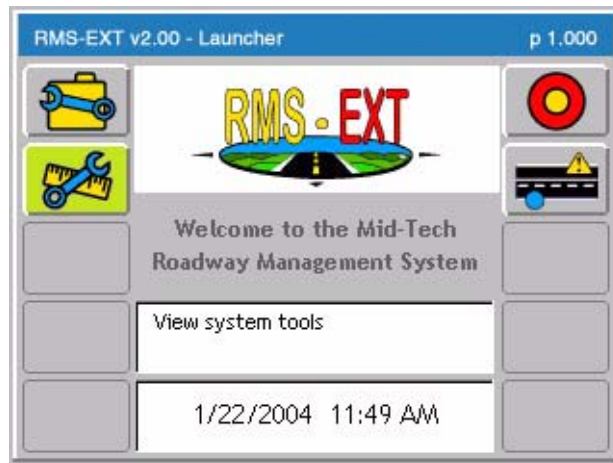 RMS-EXT v2.00 - Launcher p 1.000
RMS - EXT
Welcome to the Mid-Tech
Roadway Management System
View system tools
1/22/2004 11:49 AM